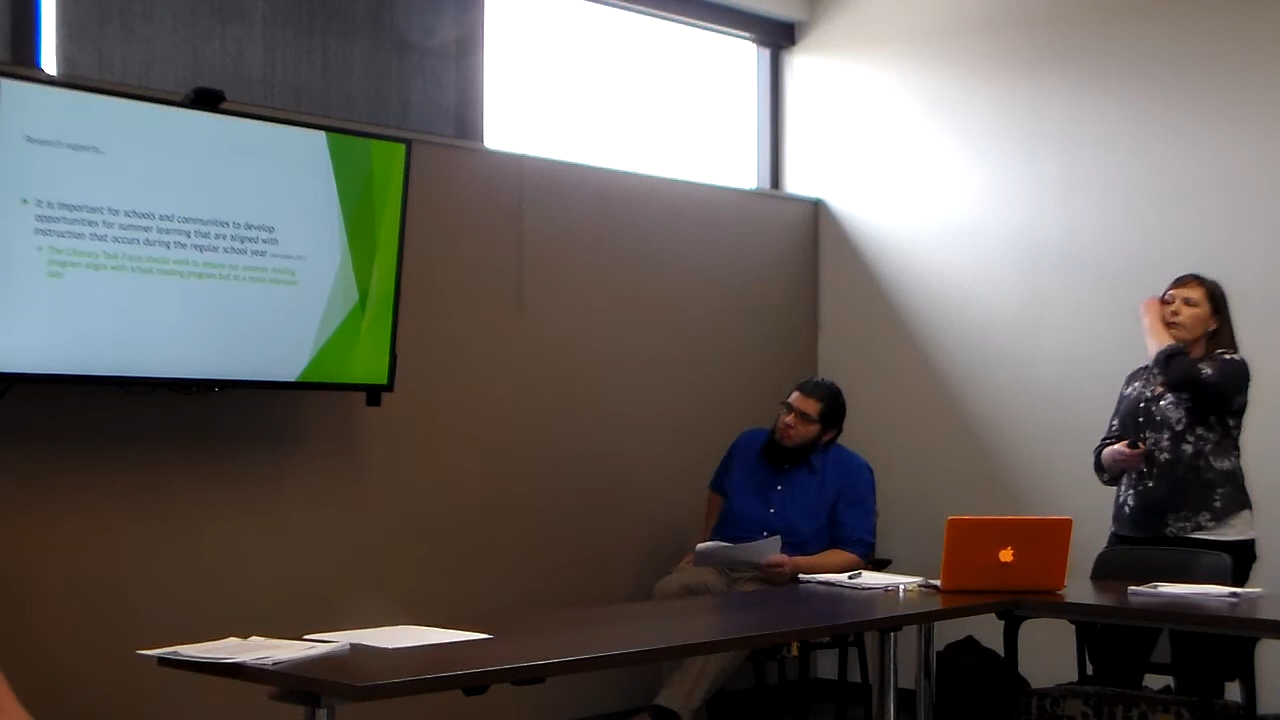 Research supports...
It is important for schools and communities to develop
opportunities for summer learning that are aligned with
instruction that occurs during the regular school year
The Literacy Task Force should work to ensure our summer reading
program aligns with school reading program but at a more intensive
rate